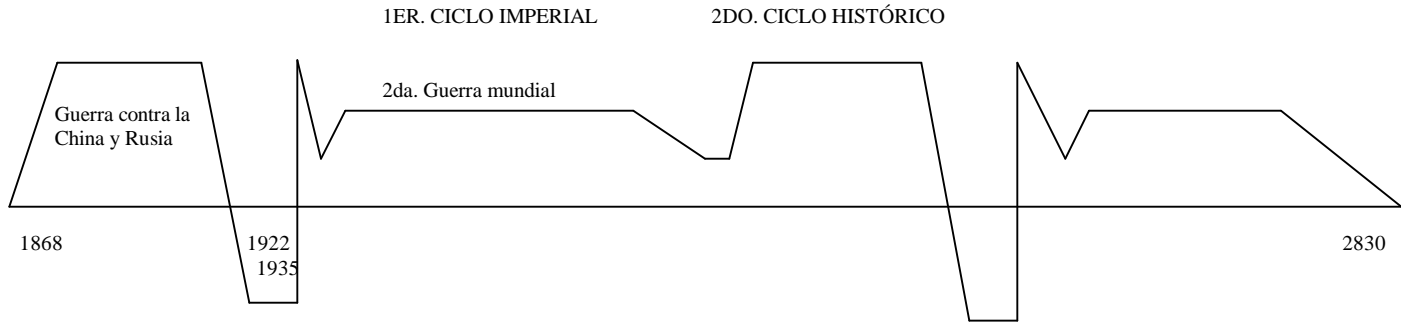 1ER. CICLO IMPERIAL
2DO. CICLO HISTÓRICO
2da. Guerra mundial
Guerra contra la
China y Rusia
1868
1922
1935
2830